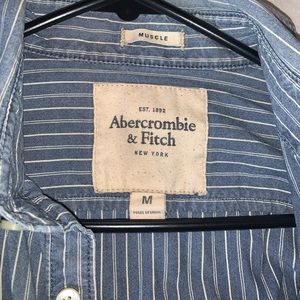 MUSCLE
EST. 1892
Abercrombie
& Fitch
NEW YORK
M